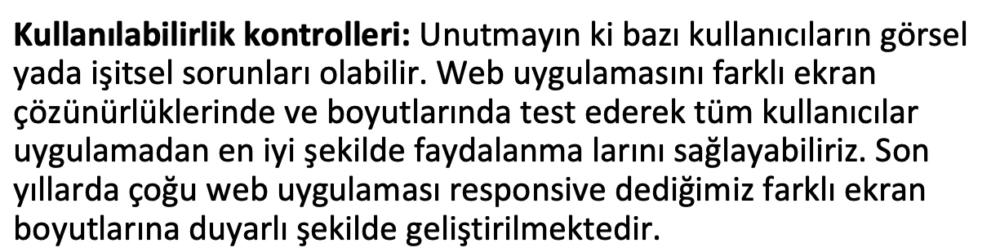 Kullanılabilirlik kontrolleri: Unutmayın ki bazı kullanıcıların görsel
yada işitsel sorunları olabilir. Web uygulamasını farklı ekran
çözünürlüklerinde ve boyutlarında test ederek tüm kullanıcılar
uygulamadan en iyi şekilde faydalanma larını sağlayabiliriz. Son
yıllarda çoğu web uygulaması responsive dediğimiz farklı ekran
boyutlarına duyarlı şekilde geliştirilmektedir.